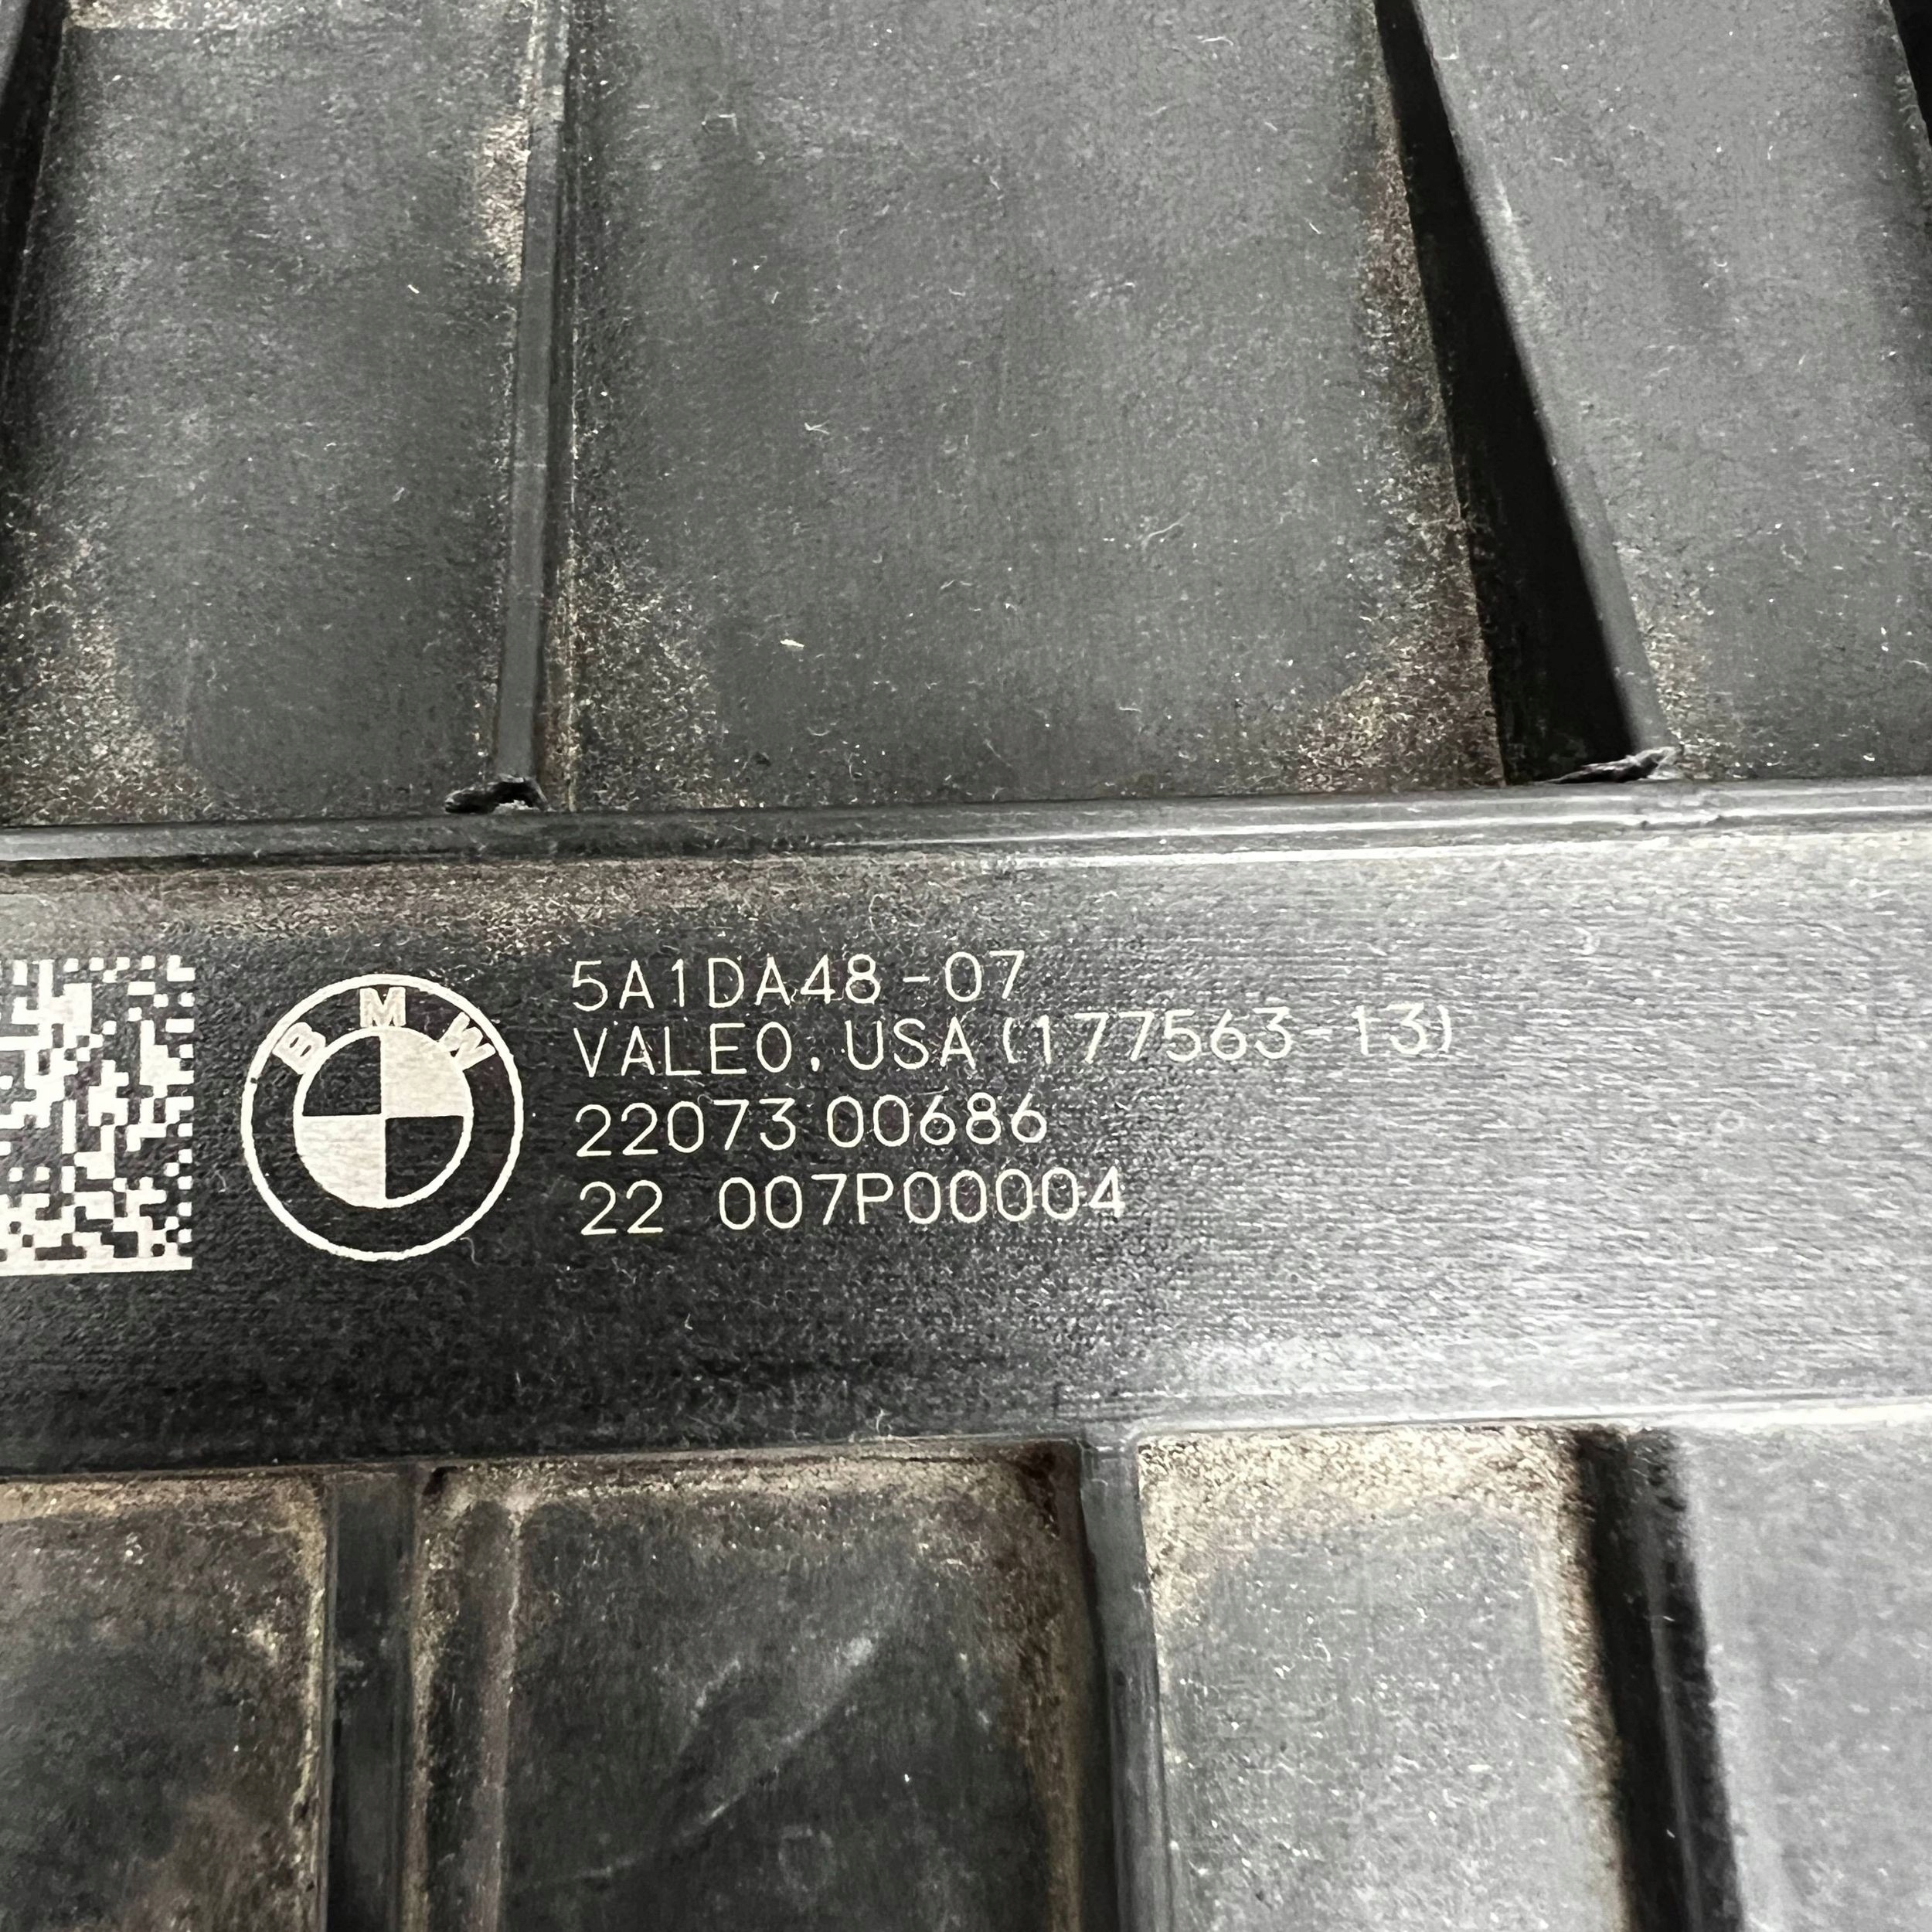 BMW
5A1DA48-07
VALEO.USA (177563-13)
22073 00686
22 007P00004